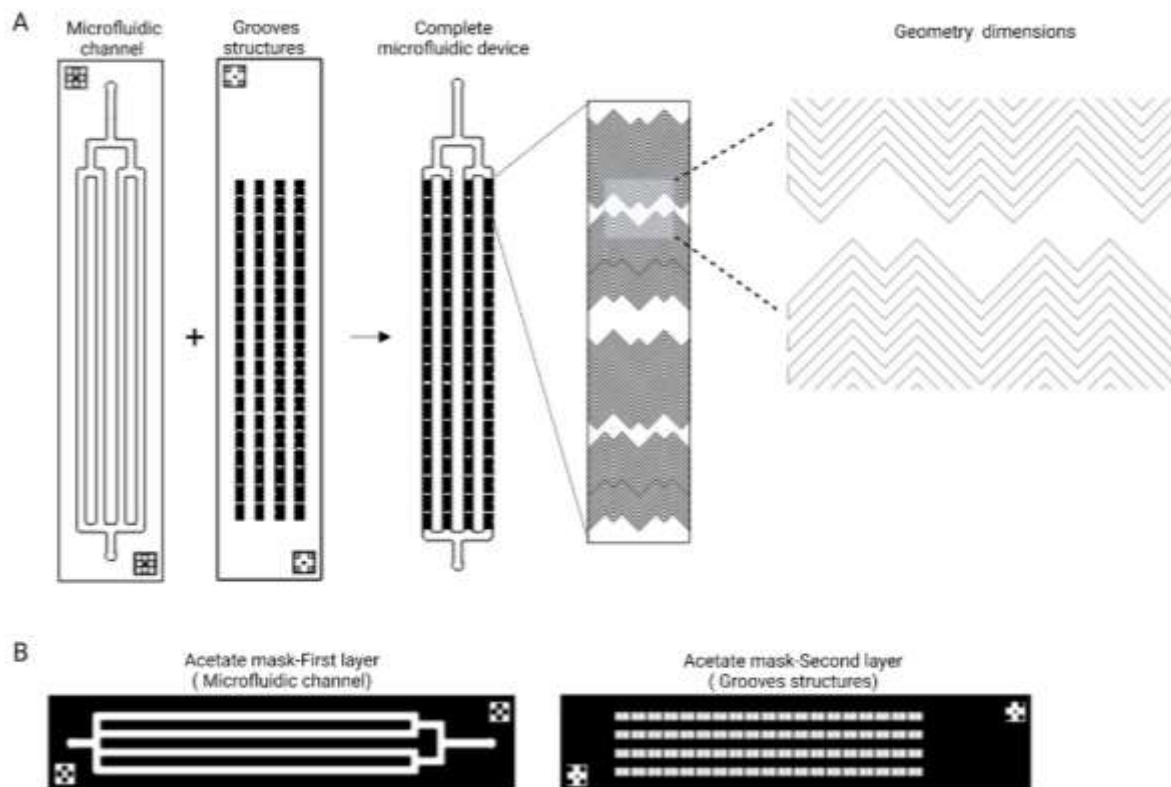 A
Microfluidic
channel
Grooves
structures
Complete
microfluidic device
Geometry dimensions
+
B
Acetate mask-First layer
( Microfluidic channel)
Acetate mask-Second layer
( Grooves structures)